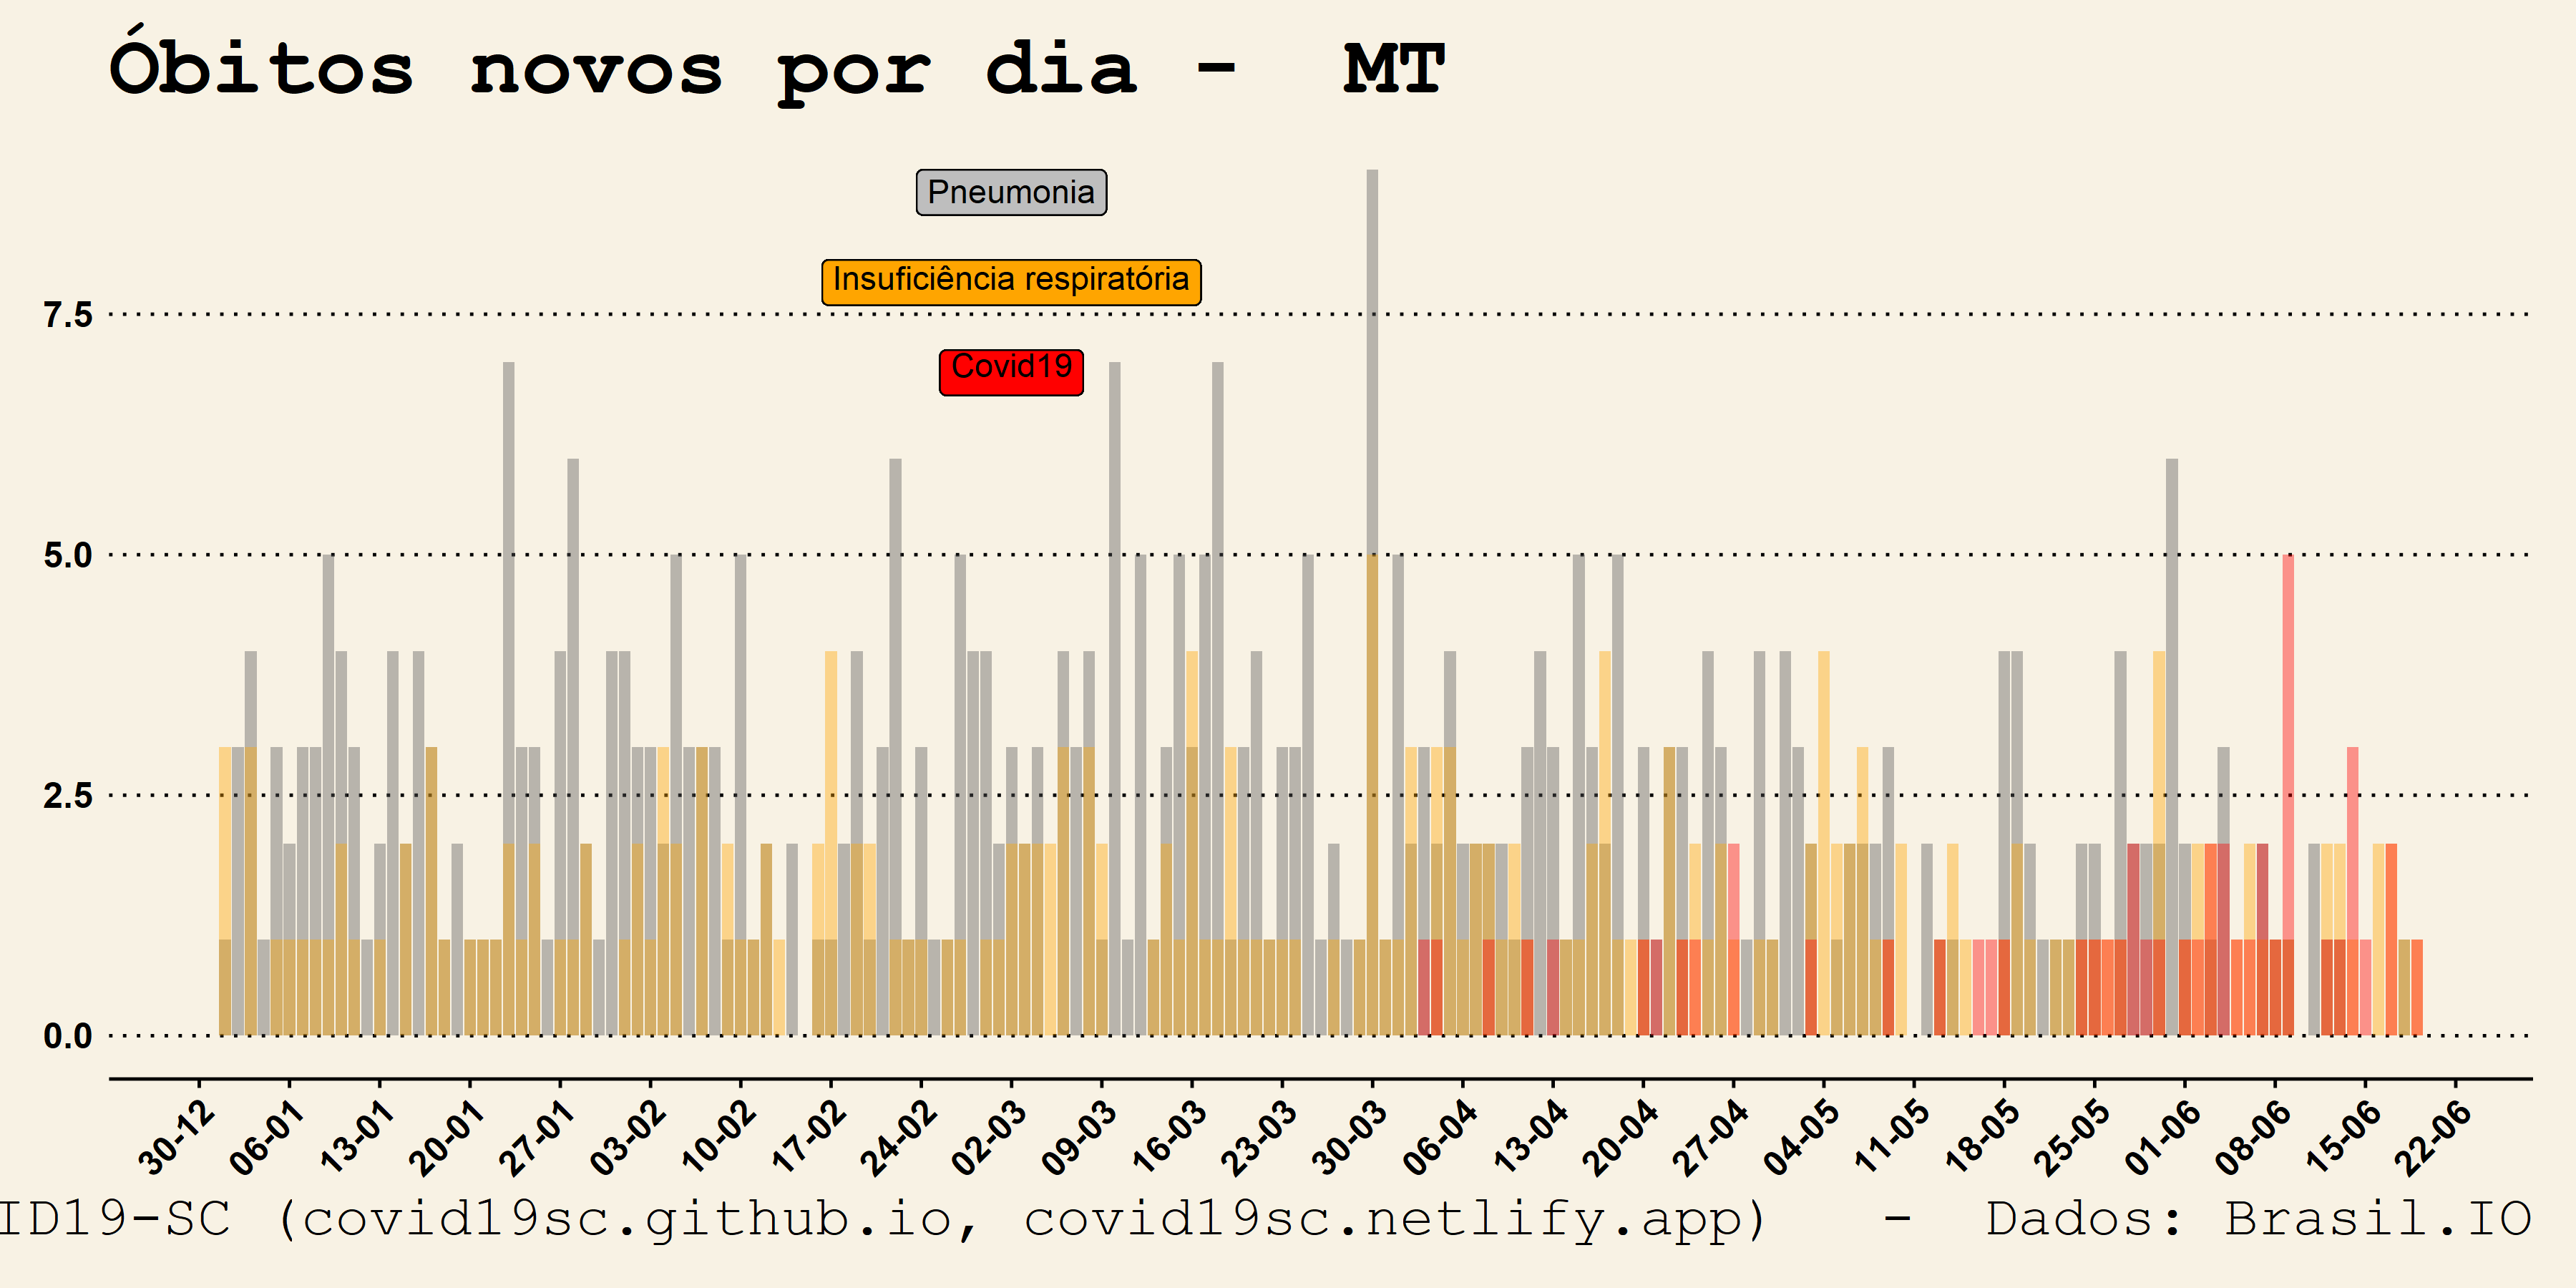 Óbitos novos por dia - MT
Pneumonia
Insuficiência respiratória
Covid19
7.5
5.0
2.5
0.0
30-12 06-01 13-01 20-01 27-01 03-02 10-02 17-02 24-02 02-03 09-03 16-03 23-03 30-03 06-04 13-04 20-04 27-04 04-05 11-05 18-05 25-05 01-06 08-06 15-06 22-06
ID19-SC (covid19sc.github.io, covid19sc.netlify.app) - Dados: Brasil.IO